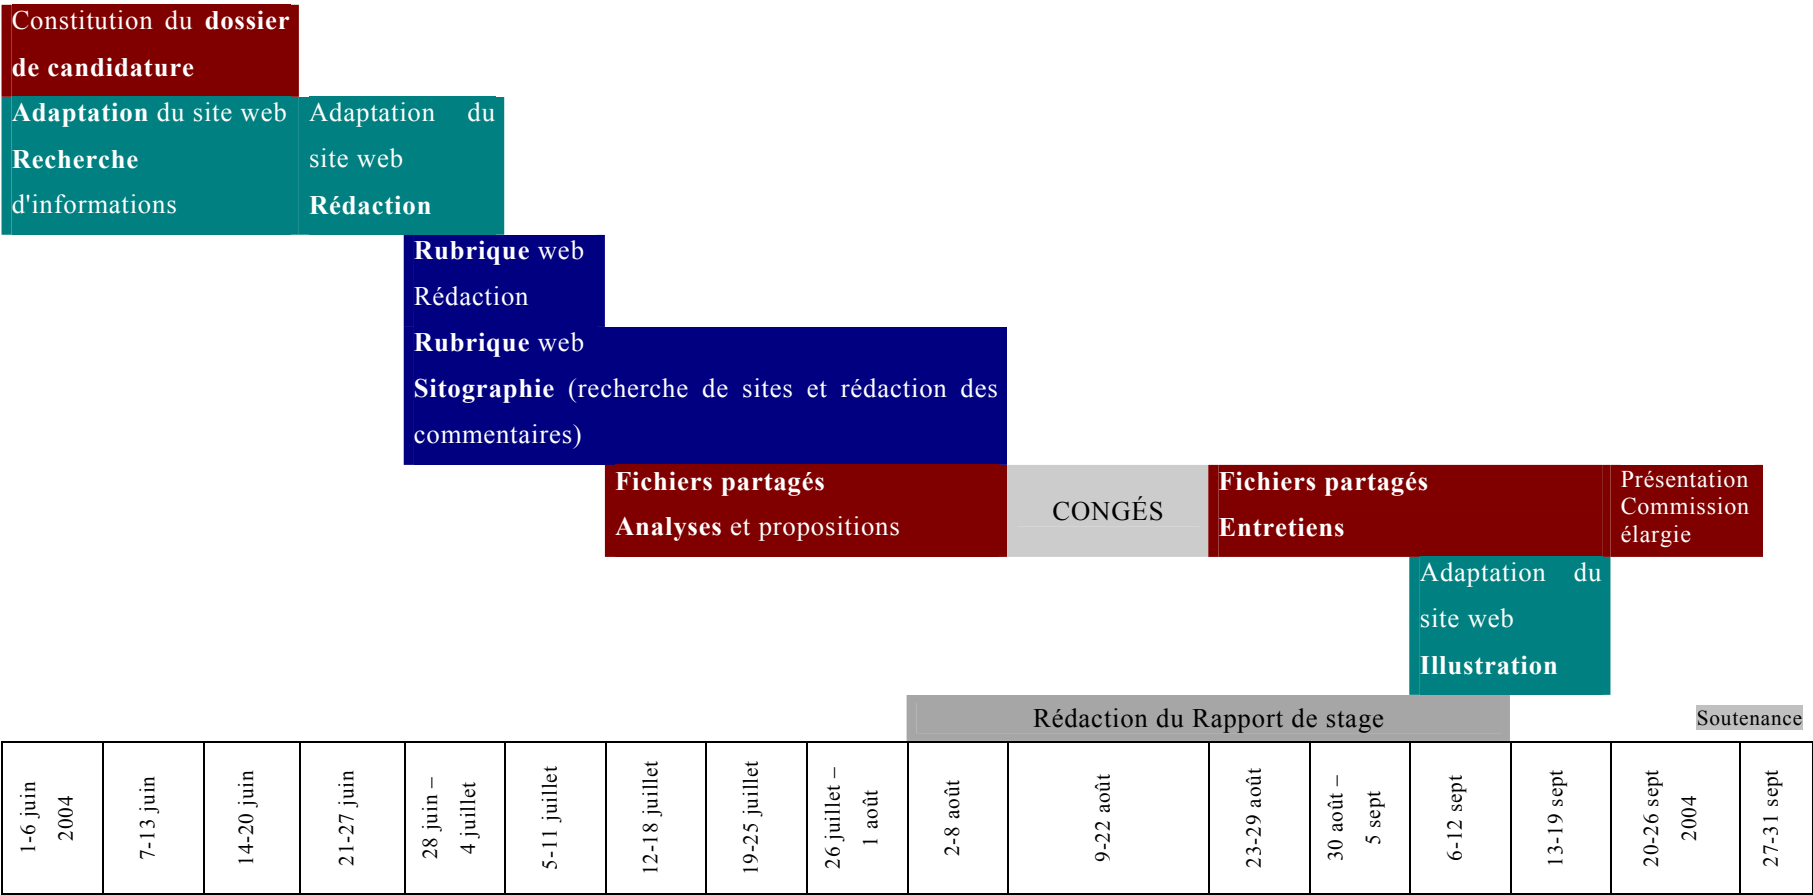 Constitution du dossier
de candidature
Adaptation du site web
Recherche
d'informations
Adaptation du
site web
Rédaction
Rubrique web
Rédaction
Rubrique web
Sitographie (recherche de sites et rédaction des
commentaires)
Fichiers partagés
Analyses et propositions
CONGÉS
Fichiers partagés
Entretiens
Présentation
Commission
élargie
Adaptation du
site web
Illustration
Rédaction du Rapport de stage
Soutenance
1-6 juin
2004
7-13 juin
14-20 juin
21-27 juin
28 juin –
4 juillet
5-11 juillet
12-18 juillet
19-25 juillet
26 juillet –
1 août
2-8 août
9-22 août
23-29 août
30 août –
5 sept
6-12 sept
13-19 sept
20-26 sept
2004
27-31 sept